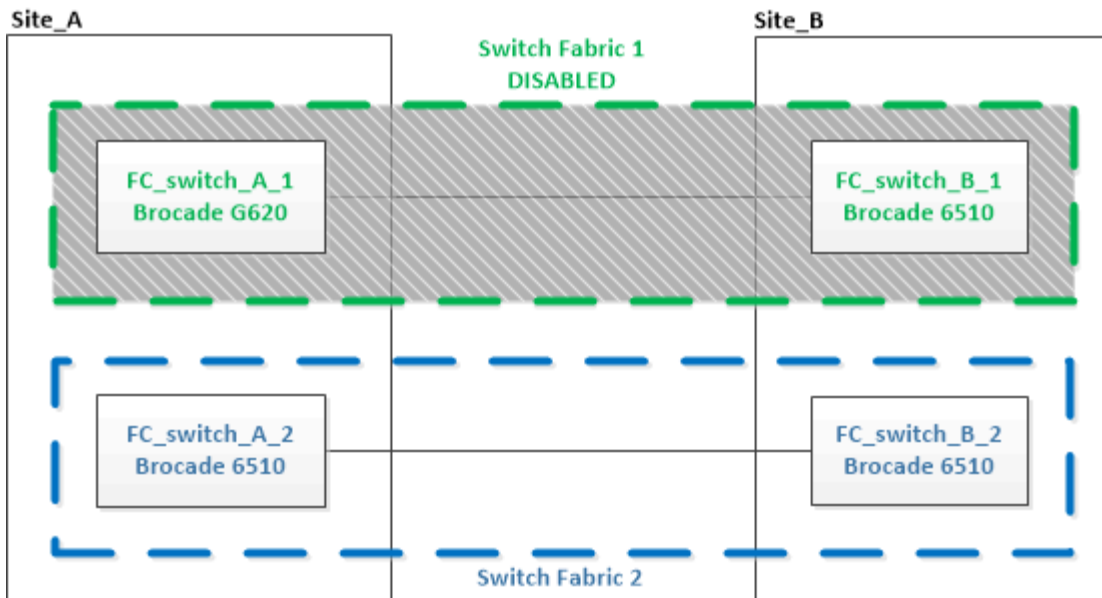 Site_A
Site_B
Switch Fabric 1
DISABLED
FC_switch_A_1
Brocade G620
FC_switch_B_1
Brocade 6510
FC_switch_A_2
Brocade 6510
FC_switch_B_2
Brocade 6510
Switch Fabric 2